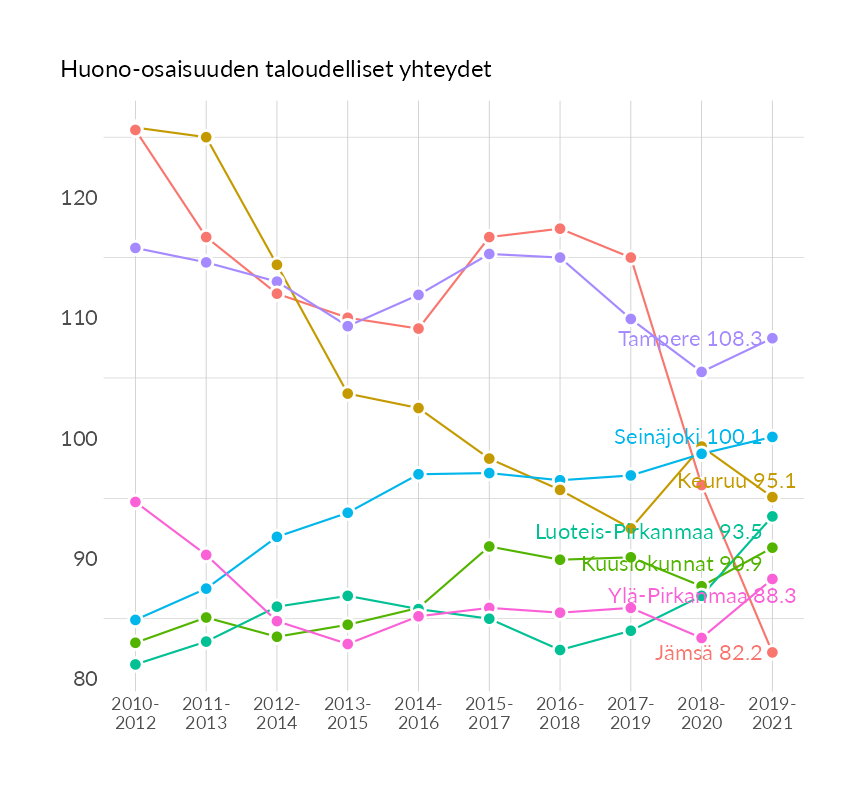 Huono-osaisuuden taloudelliset yhteydet
120
110
100
90
80
Tampere 108.3
Seinäjoki 100.1
Keuruu 95.1
Luoteis-Pirkanmaa 93.5
Kuusiokunnat 90.9
Ylä-Pirkanmaa 88.3
Jämsä 82.2
2010- 2011- 2012- 2013- 2014- 2015- 2016- 2017- 2018- 2019-
2012 2013 2014 2015 2016 2017 2018 2019 2020 2021